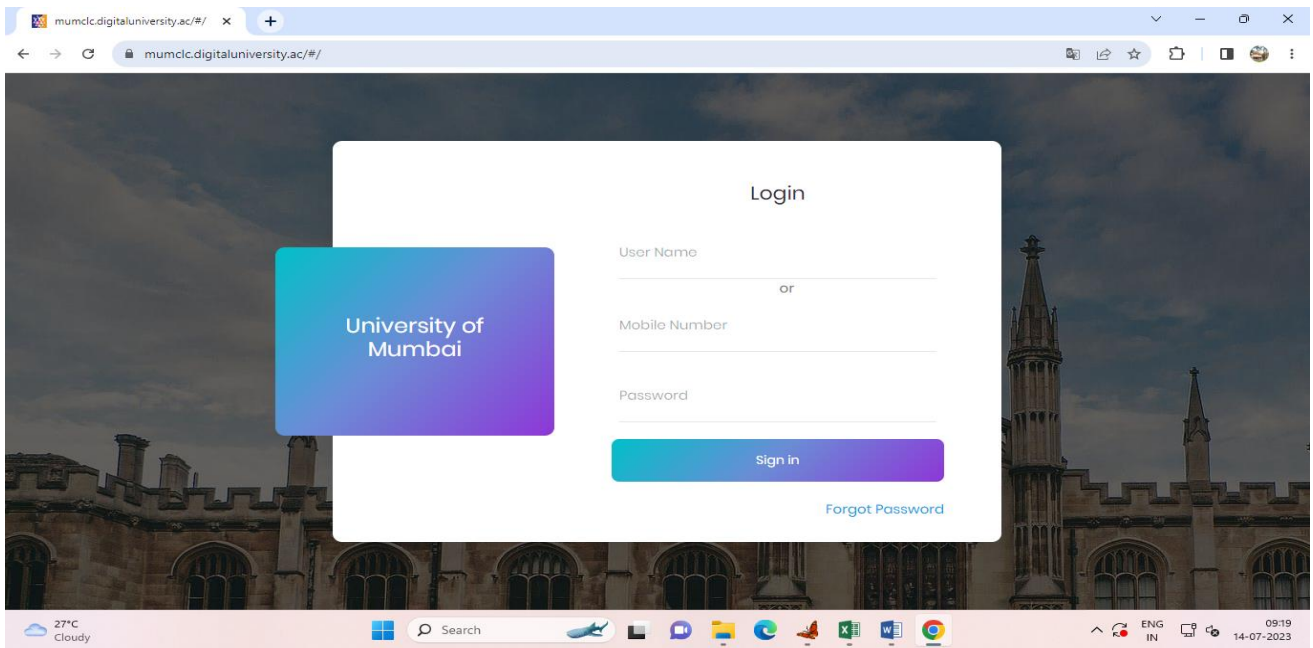 mumclc.digitaluniversity.ac/#/
mumclc.digitaluniversity.ac/#/
Login
User Name
or
University of
Mumbai
Mobile Number
Password
Sign in
Forgot Password
27°C
Cloudy
Search
ENG
IN
09:19
14-07-2023